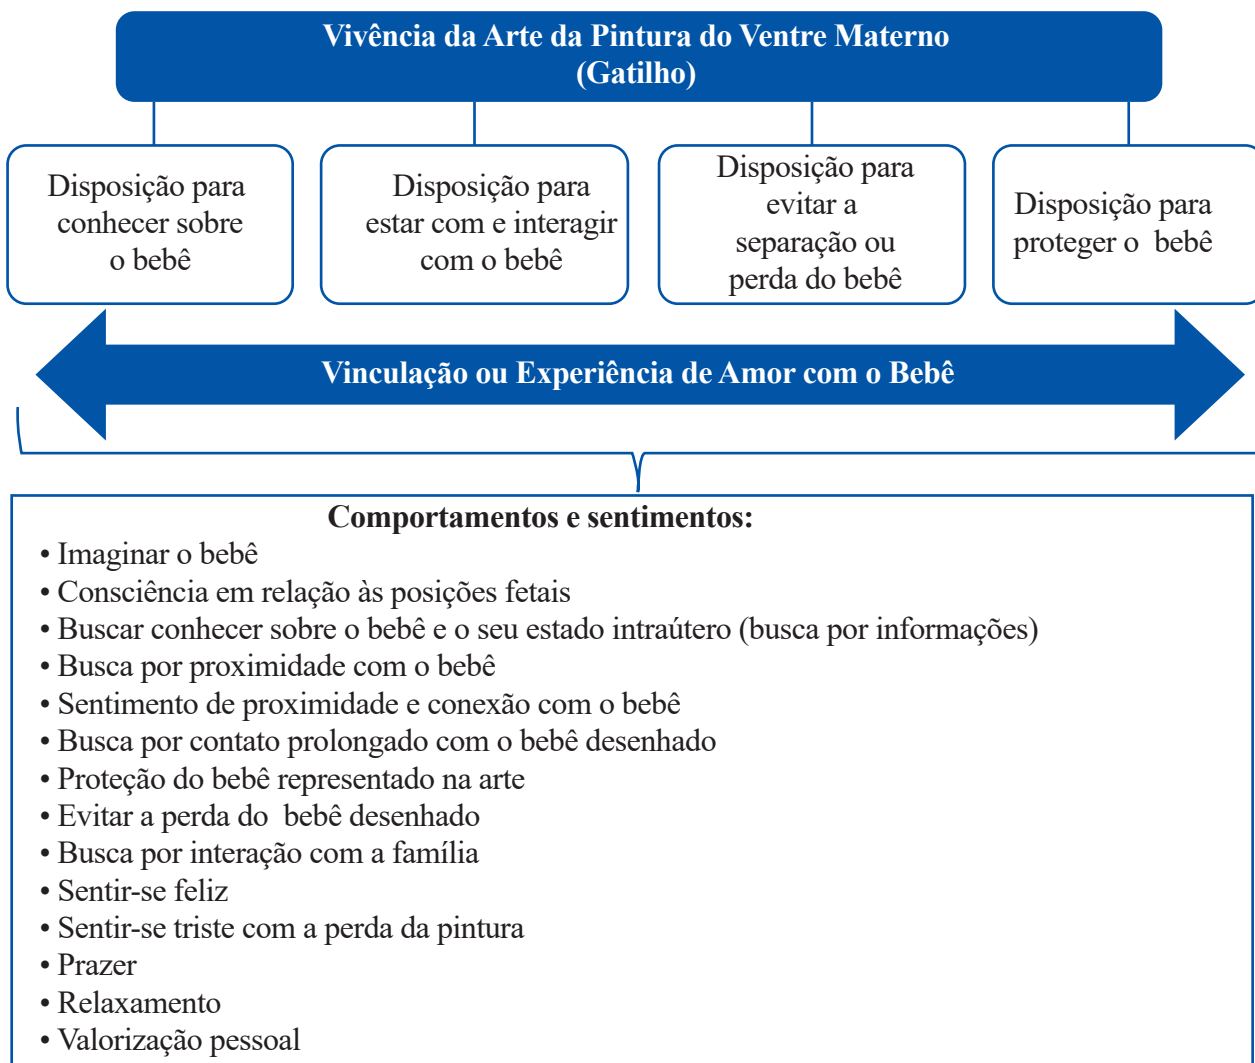 Vivência da Arte da Pintura do Ventre Materno
(Gatilho)
Disposição para
conhecer sobre
o bebê
Disposição para
estar com e interagir
com o bebê
Disposição para
evitar a
separação ou
perda do bebê
Disposição para
proteger o bebê
Vinculação ou Experiência de Amor com o Bebê
Comportamentos e sentimentos:
• Imaginar o bebê
• Consciência em relação às posições fetais
• Buscar conhecer sobre o bebê e o seu estado intraútero (busca por informações)
• Busca por proximidade com o bebê
• Sentimento de proximidade e conexão com o bebê
• Busca por contato prolongado com o bebê desenhado
• Proteção do bebê representado na arte
• Evitar a perda do bebê desenhado
• Busca por interação com a família
• Sentir-se feliz
• Sentir-se triste com a perda da pintura
• Prazer
• Relaxamento
• Valorização pessoal